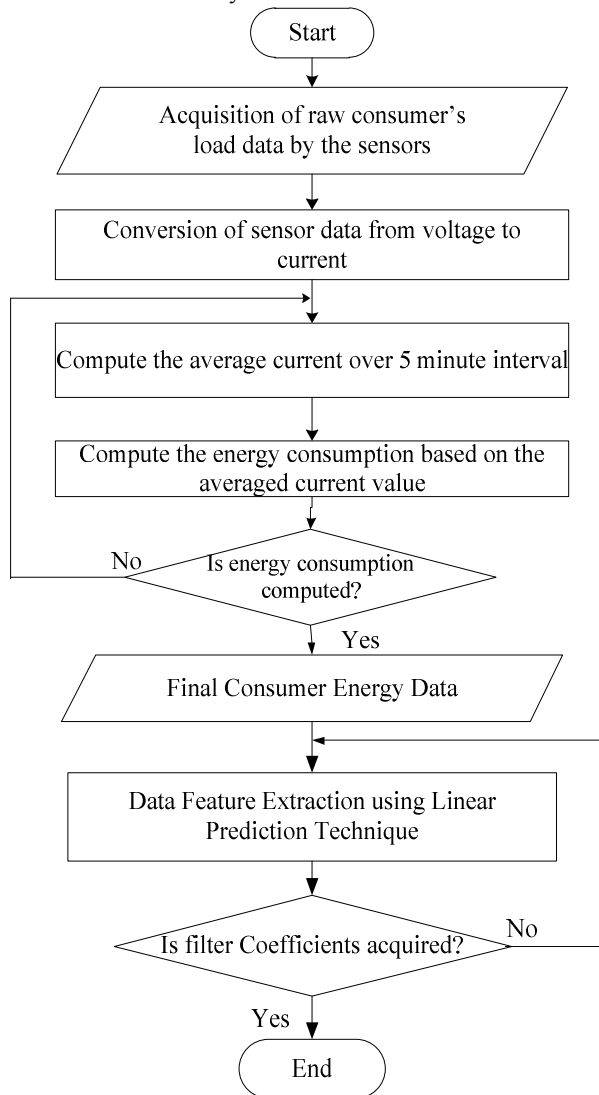 Start
Acquisition of raw consumer's
load data by the sensors
Conversion of sensor data from voltage to
current
Compute the average current over 5 minute interval
Compute the energy consumption based on the
averaged current value
No
Is energy consumption
computed?
Yes
Final Consumer Energy Data
Data Feature Extraction using Linear
Prediction Technique
Is filter Coefficients acquired?
No
Yes
End